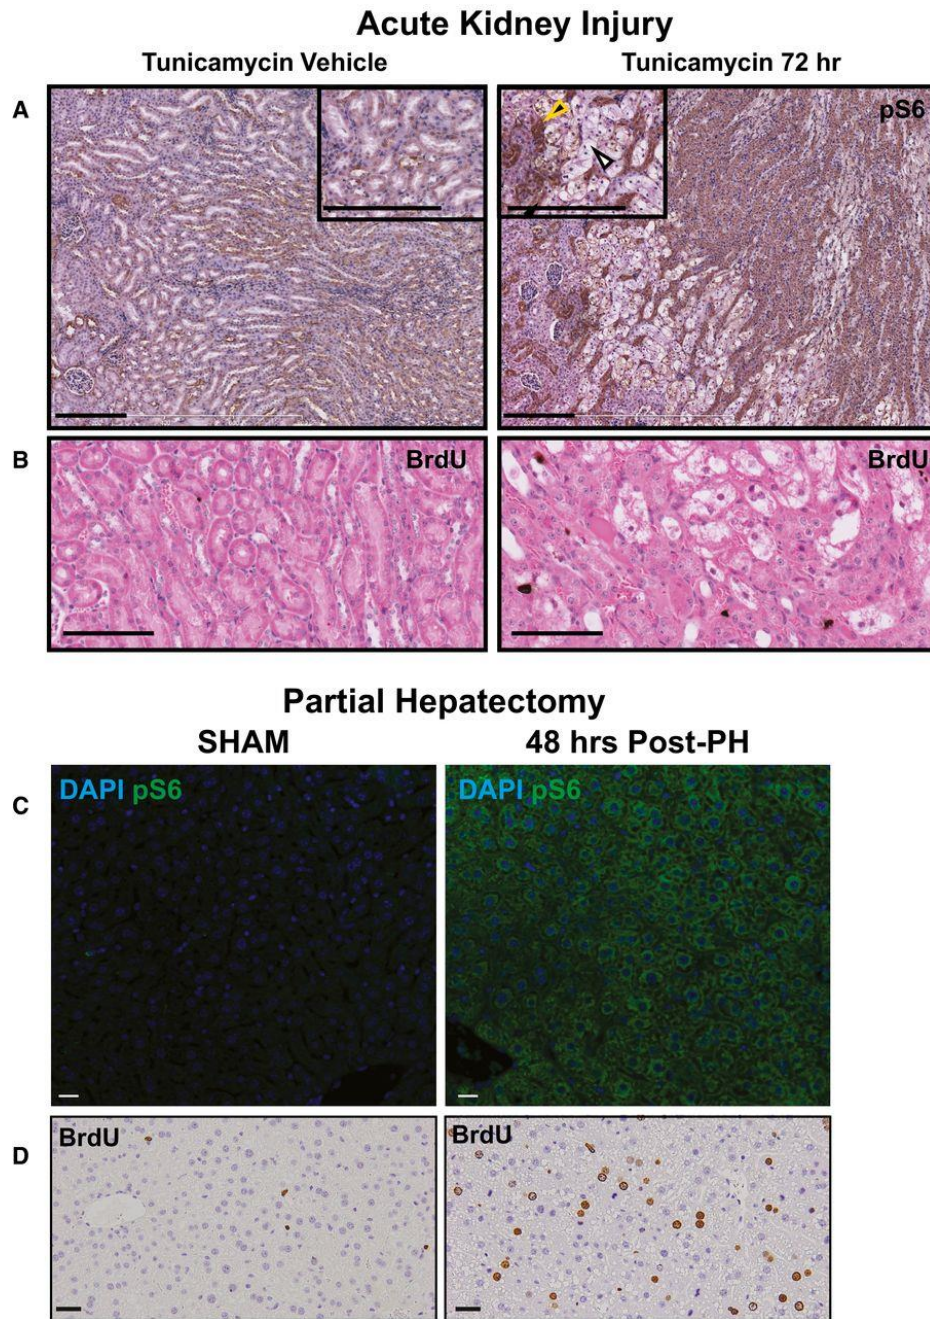 Acute Kidney Injury
Tunicamycin Vehicle
Tunicamycin 72 hr
A
pS6
B
BrdU
BrdU
Partial Hepatectomy
SHAM
48 hrs Post-PH
C
DAPI pS6
DAPI pS6
D
BrdU
BrdU